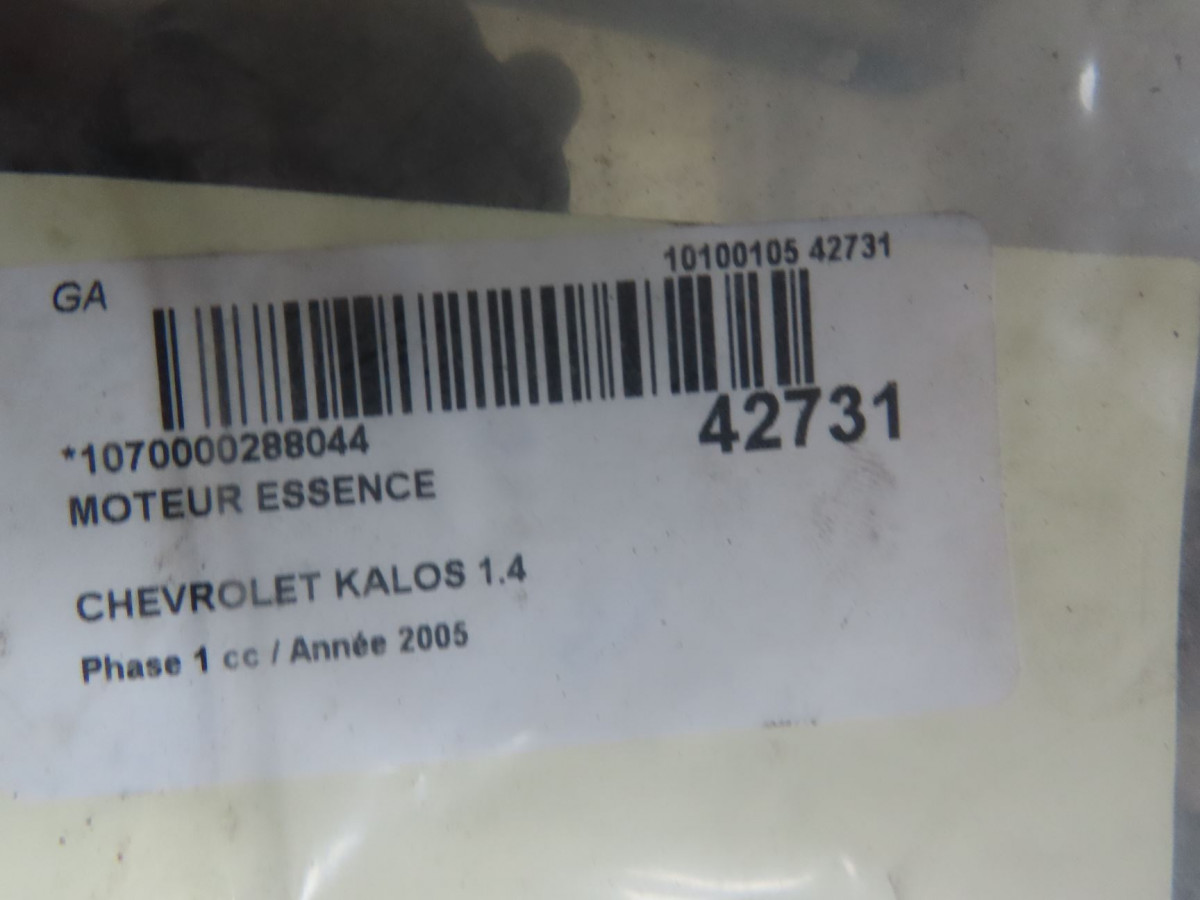 10100105 42731
GA
42731
*1070000288044
MOTEUR ESSENCE
CHEVROLET KALOS 1.4
Phase 1 cc / Année 2005